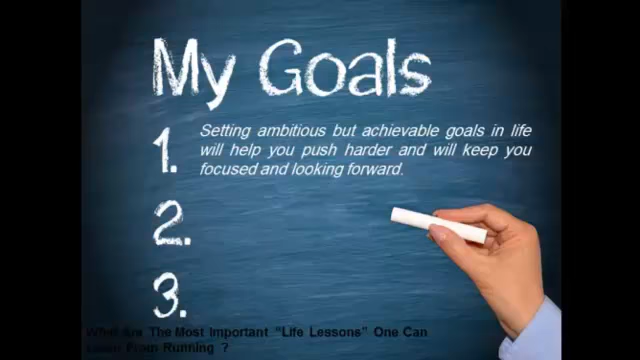 My Goals
1. Setting ambitious but achievable goals in life
will help you push harder and will keep you
focused and looking forward.
2.
3.
What Are The Most Important “Life Lessons” One Can
Learn From Running ?